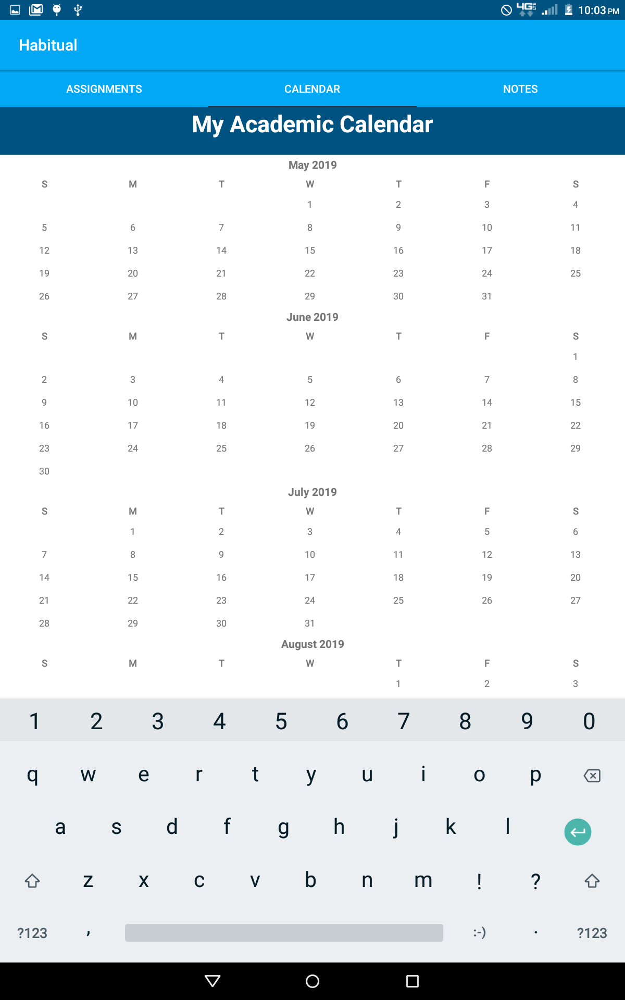 10:03 PM
Habitual
ASSIGNMENTS CALENDAR NOTES
My Academic Calendar
May 2019
S M T W T F S
1 2 3 4
5 6 7 8 9 10 11
12 13 14 15 16 17 18
19 20 21 22 23 24 25
26 27 28 29 30 31
June 2019
S M T W T F S
1
2 3 4 5 6 7 8
9 10 11 12 13 14 15
16 17 18 19 20 21 22
23 24 25 26 27 28 29
30
July 2019
S M T W T F S
1 2 3 4 5 6
7 8 9 10 11 12 13
14 15 16 17 18 19 20
21 22 23 24 25 26 27
28 29 30 31
August 2019
S M T W T F S
1 2 3
1 2 3 4 5 6 7 8 9 0
q w e r t y u i o p
a s d f g h j k l
z x c v b n m ! ?
?123 , :-) . ?123